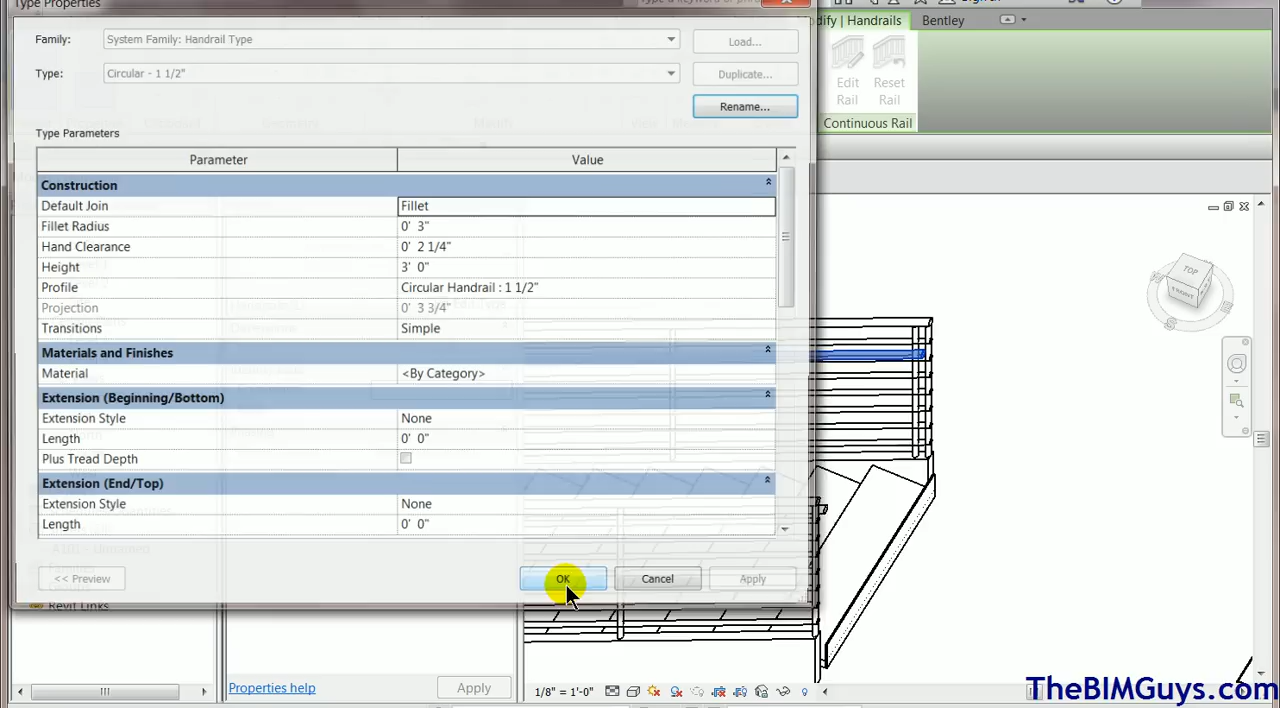 Type Properties
Family:
System Family: Handrail Type
Load...
Type:
Circular - 1 1/2"
Duplicate...
Rename...
Type Parameters
Parameter
Value
Construction
Default Join
Fillet
Fillet Radius
0' 3"
Hand Clearance
0' 2 1/4"
Height
3' 0"
Profile
Circular Handrail : 1 1/2"
Projection
0' 3 3/4"
Transitions
Simple
Materials and Finishes
Material
<By Category>
Extension (Beginning/Bottom)
Extension Style
None
Length
0' 0"
Plus Tread Depth
Extension (End/Top)
Extension Style
None
Length
0' 0"
<< Preview
OK
Cancel
Apply
Revit Links
Properties help
Apply
1/8" = 1'-0"
dify | Handrails
Bentley
Edit
Rail
Reset
Rail
Continuous Rail
TOP
FRONT
TheBIMGuys.com